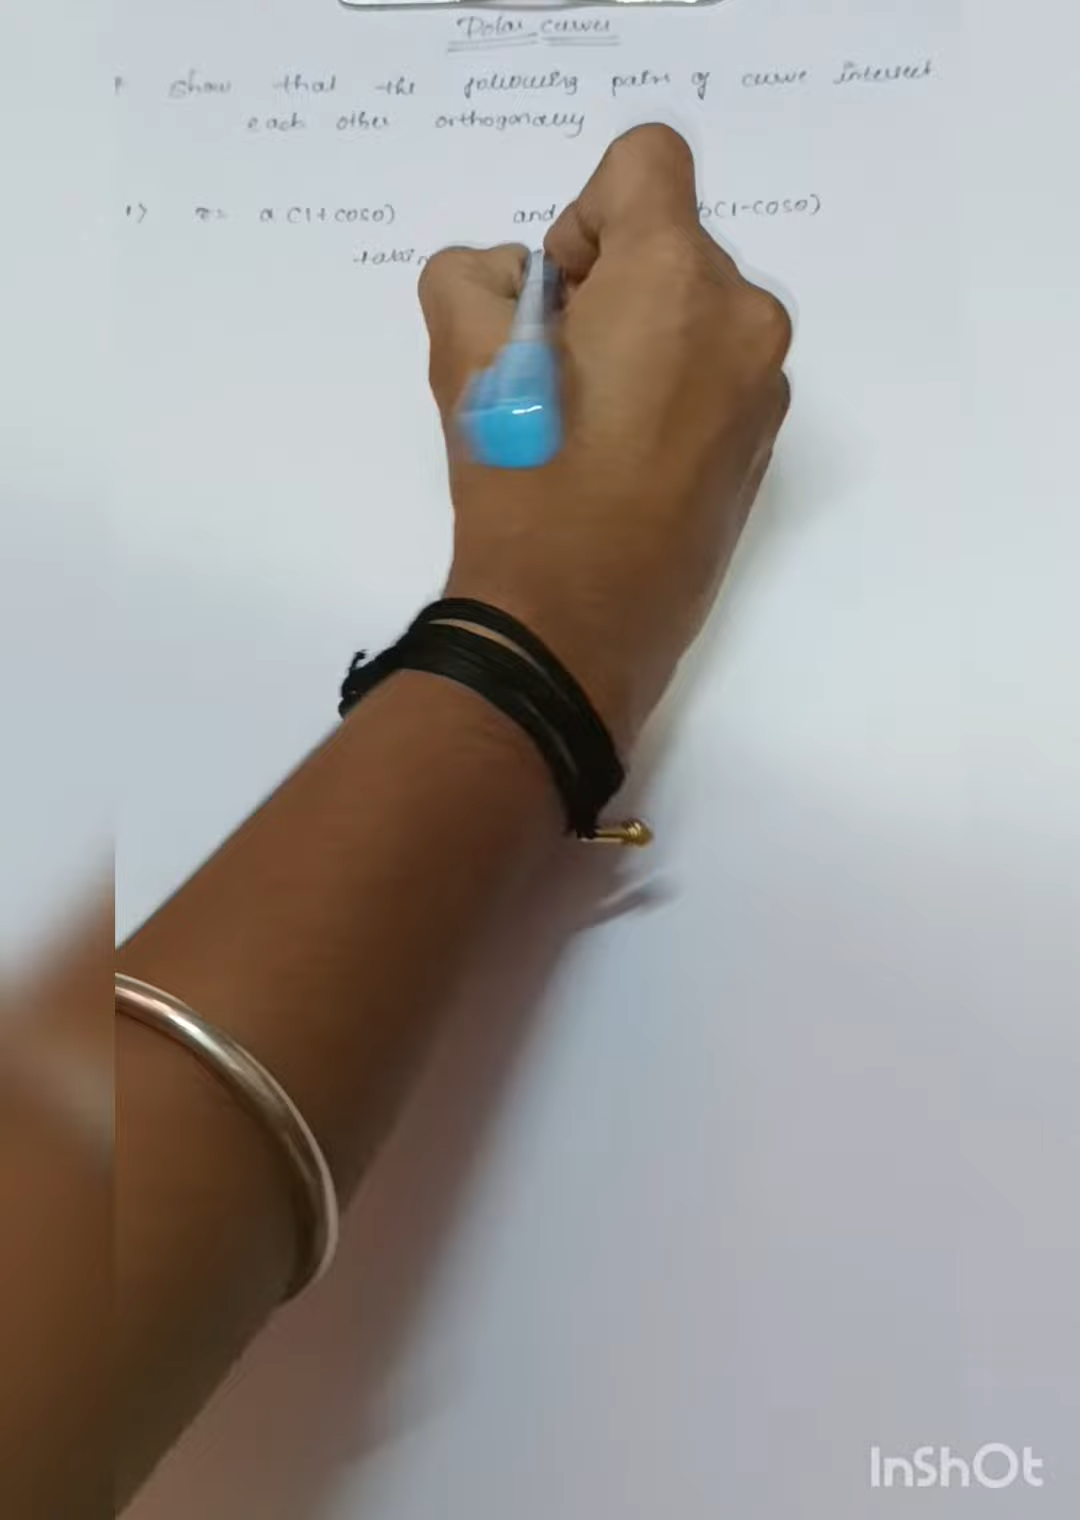 Polar curves
show that the following pairs of curve intersect
each other orthogonally
1) r= a(1+cosθ) and b(1-cosθ)
InShOt